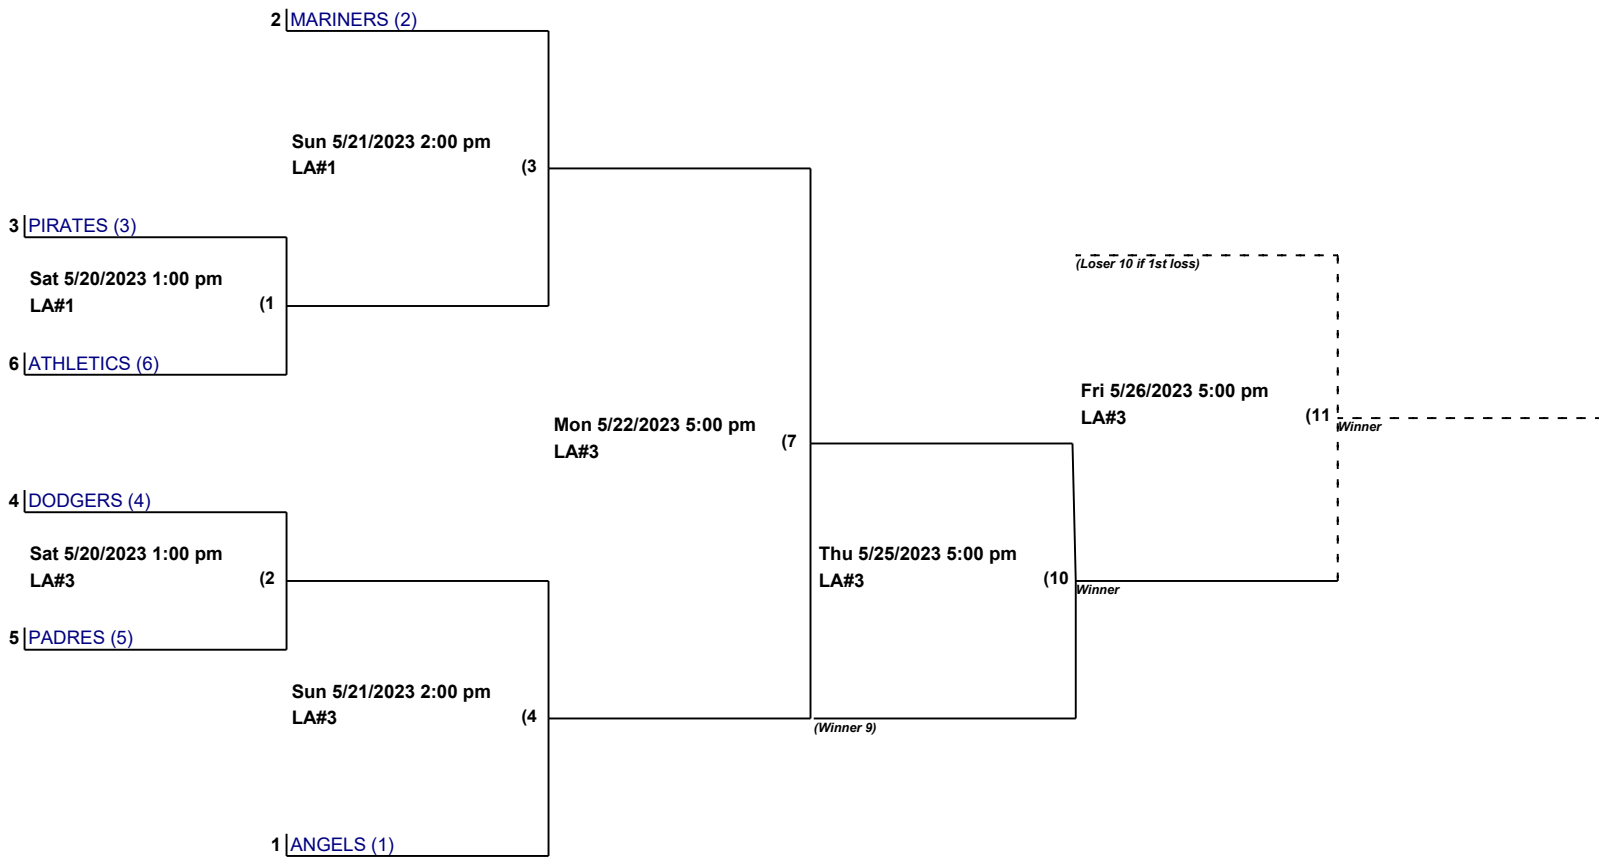 2 MARINERS (2)
Sun 5/21/2023 2:00 pm
LA#1 (3
3 PIRATES (3)
Sat 5/20/2023 1:00 pm
LA#1 (1
6 ATHLETICS (6)
(Loser 10 if 1st loss)
Fri 5/26/2023 5:00 pm
LA#3 (11
Winner
Mon 5/22/2023 5:00 pm
LA#3 (7
4 DODGERS (4)
Sat 5/20/2023 1:00 pm
LA#3 (2
5 PADRES (5)
Thu 5/25/2023 5:00 pm
LA#3 (10
Winner
Sun 5/21/2023 2:00 pm
LA#3 (4
(Winner 9)
1 ANGELS (1)